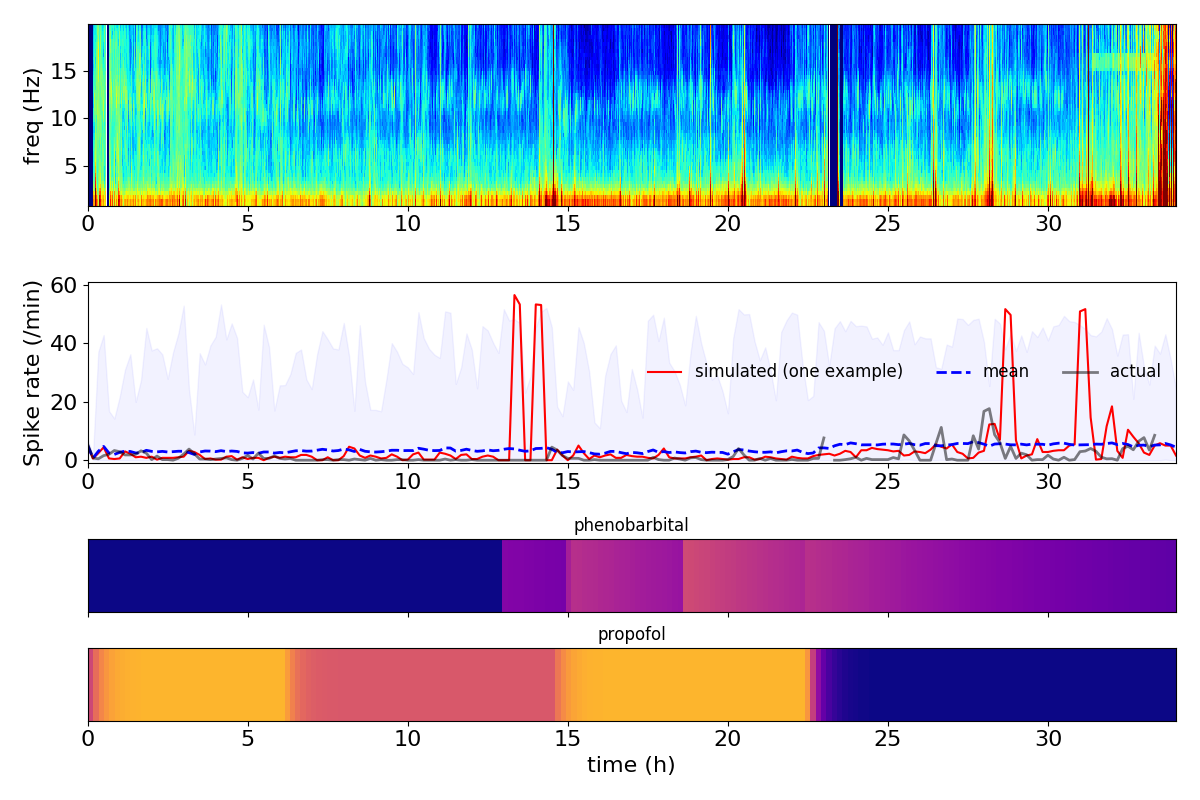 freq (Hz)
15
10
5
0 5 10 15 20 25 30
Spike rate (/min)
60
40
20
0
simulated (one example) mean actual
0 5 10 15 20 25 30
phenobarbital
propofol
0 5 10 15 20 25 30
time (h)